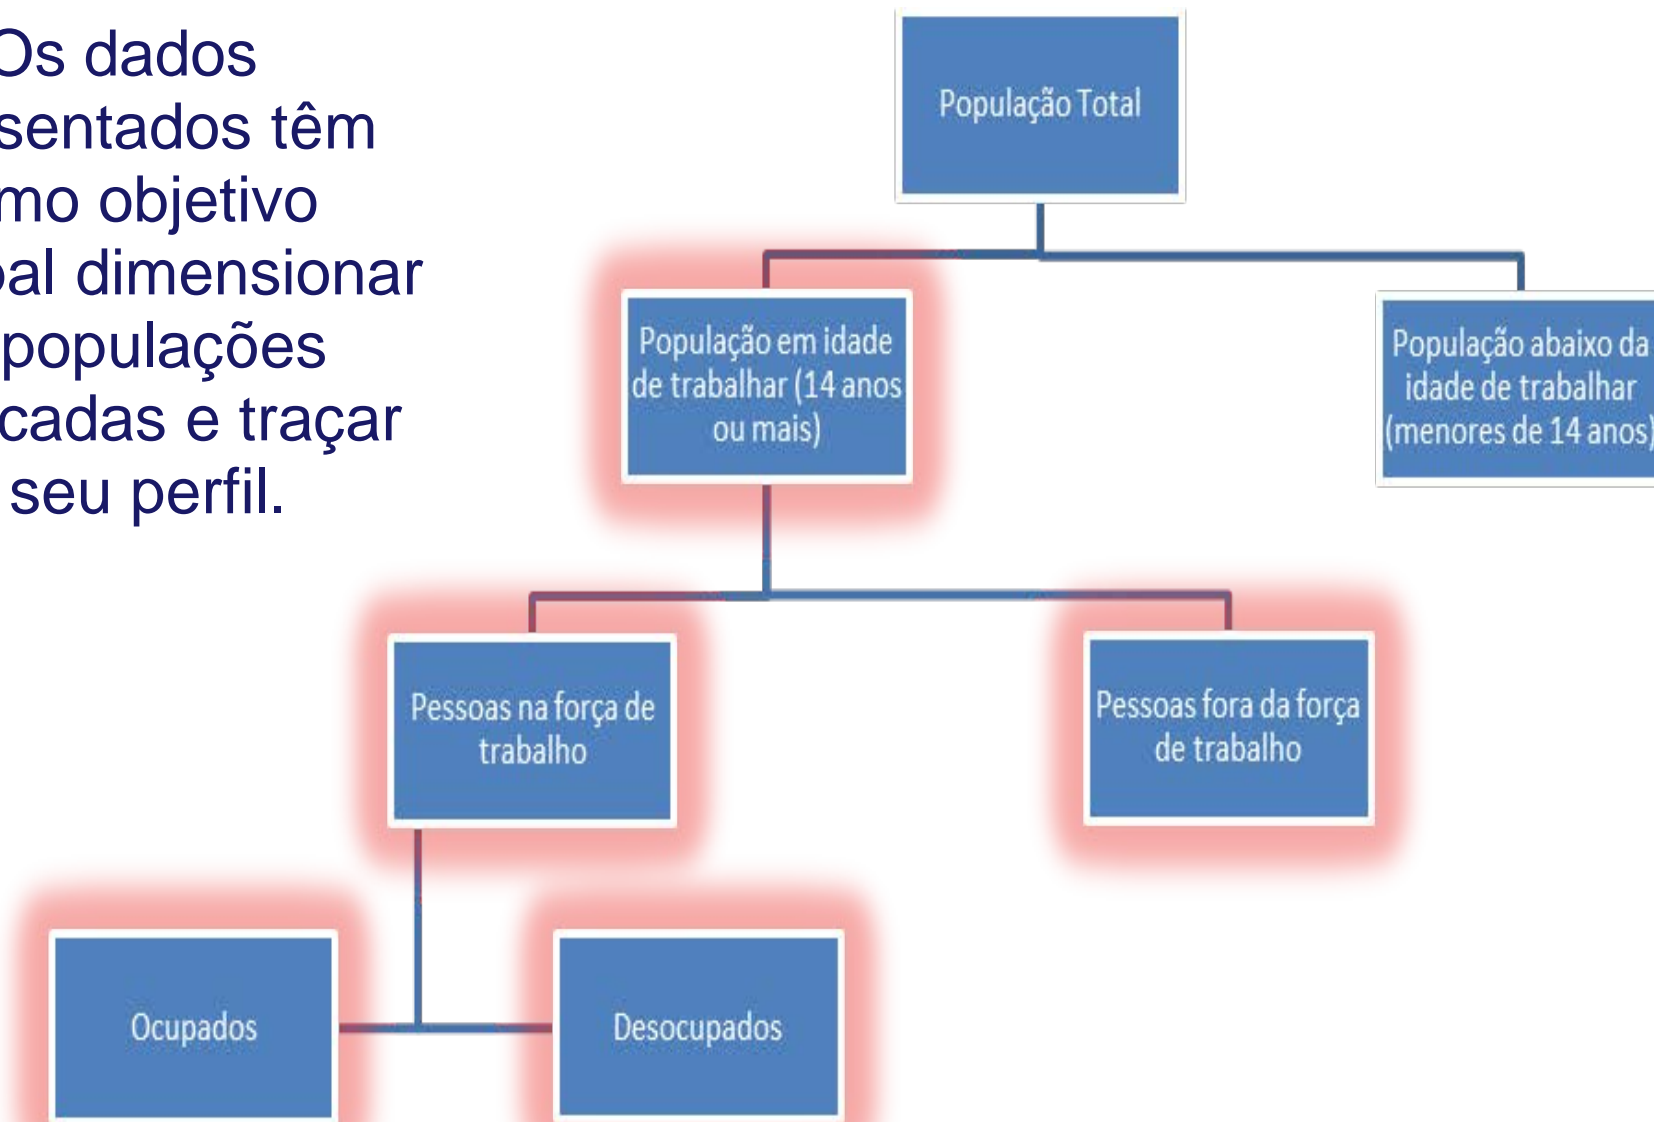 Os dados
sentados têm
mo objetivo
pal dimensionar
populações
cadas e traçar
seu perfil.
População Total
População em idade
de trabalhar (14 anos
ou mais)
População abaixo da
idade de trabalhar
(menores de 14 anos)
Pessoas na força de
trabalho
Pessoas fora da força
de trabalho
Ocupados
Desocupados